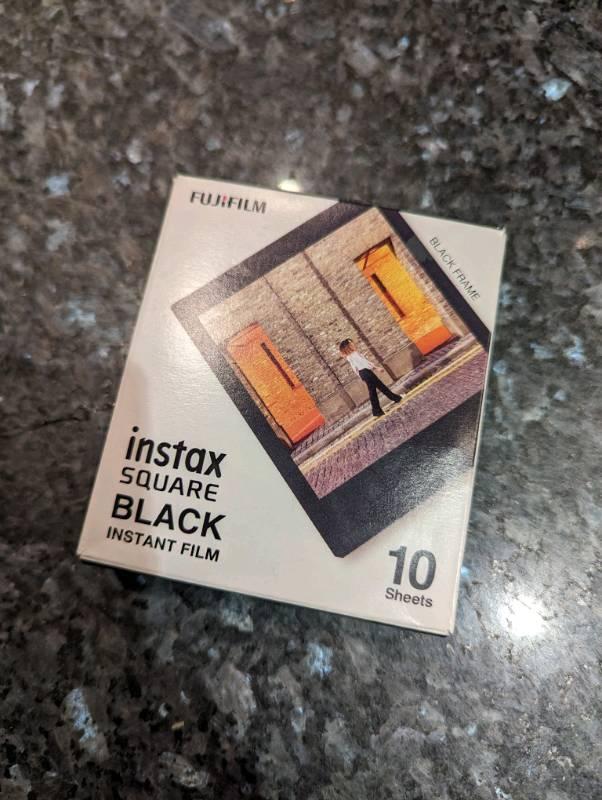 FUJIFILM
BLACK FRAME
instax
SQUARE
BLACK
INSTANT FILM
10
Sheets